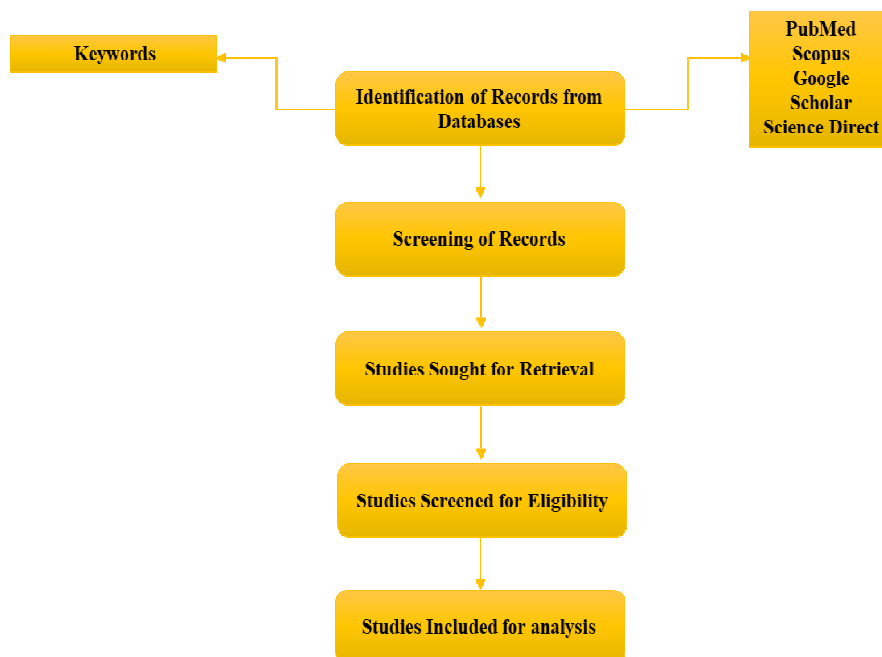 Keywords
PubMed
Scopus
Google
Scholar
Science Direct
Identification of Records from
Databases
Screening of Records
Studies Sought for Retrieval
Studies Screened for Eligibility
Studies Included for analysis